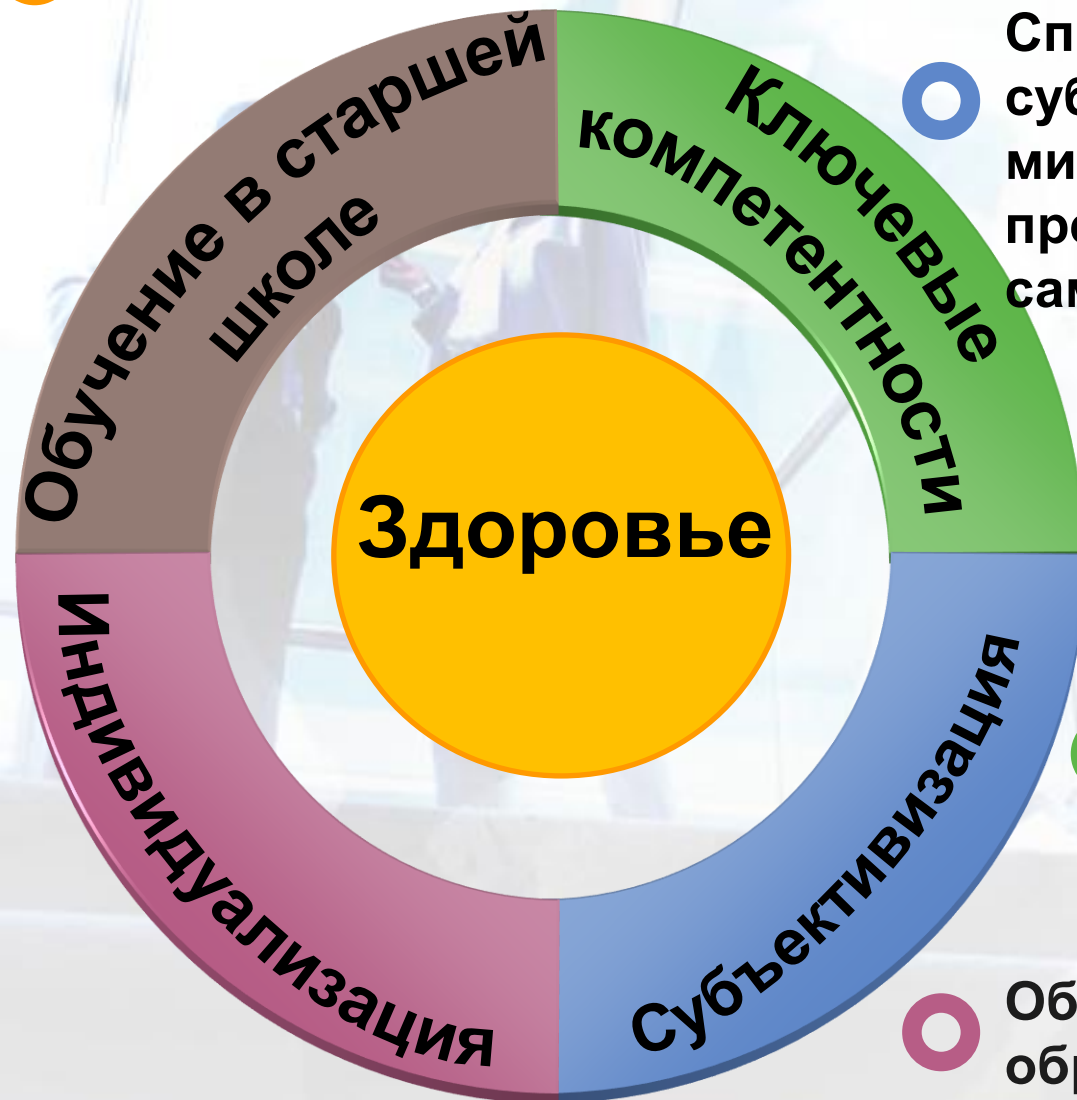 Обучение в старшей
школе
Ключевые
компетентности
Здоровье
Индивидуализация
Субъективизация